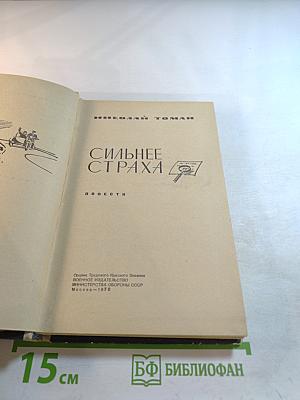 НИКОЛАЙ ТОМАН
СИЛЬНЕЕ
СТРАХА
ПОВЕСТИ
Ордена Трудового Красного Знамени
ВОЕННОЕ ИЗДАТЕЛЬСТВО
МИНИСТЕРСТВА ОБОРОНЫ СССР
Москва — 1970
15 см
БФ БИБЛИОФАН